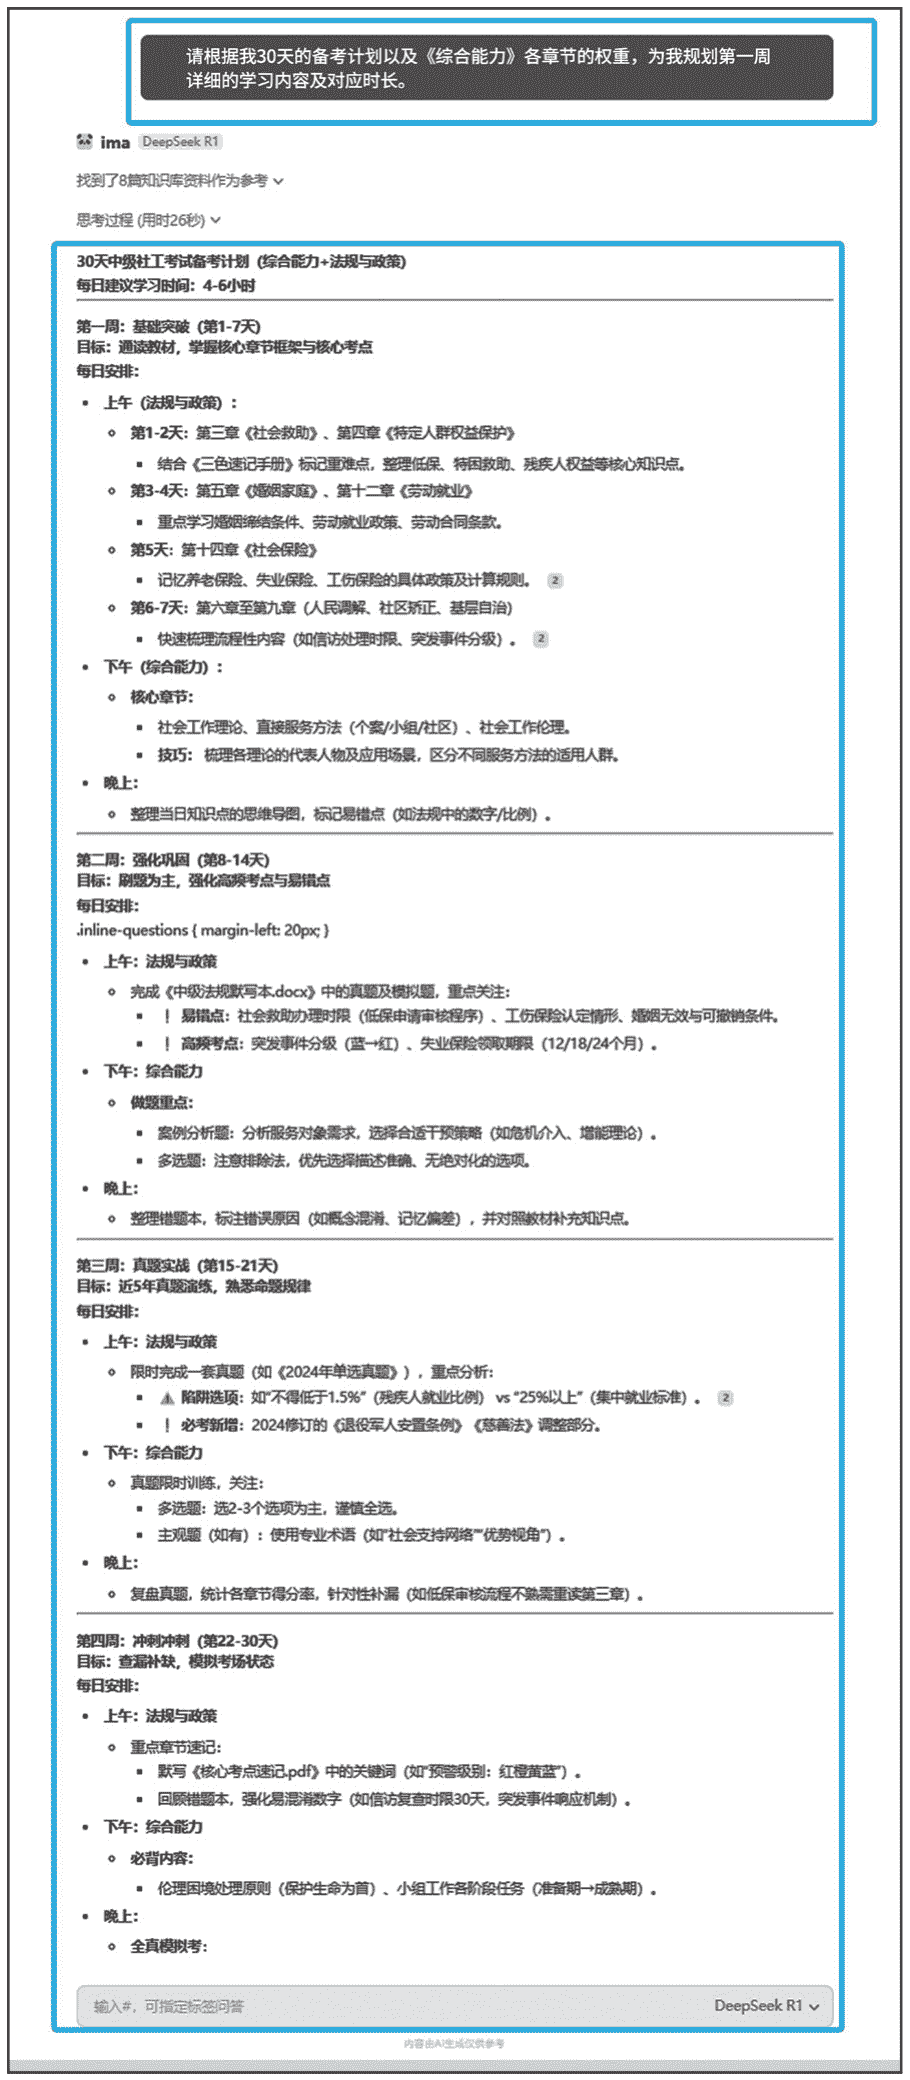 请根据我30天的备考计划以及《综合能力》各章节的权重，为我规划第一周
详细的学习内容及对应时长。
ima DeepSeek R1
找到了8篇知识库资料作为参考
思考过程 (用时26秒)
30天中级社工考试备考计划（综合能力+法规与政策)
每日建议学习时间：4-6小时
第一周：基础突破（第1-7天)
目标：通读教材，掌握核心章节框架与核心考点
每日安排：
上午（法规与政策）：
第1-2天：第三章《社会救助》、第四章《特定人群权益保护》
结合《三色速记手册》标记重难点，整理低保、特困救助、残疾人权益等核心知识点。
第3-4天：第五章《婚姻家庭》、第十二章《劳动就业》
重点学习婚姻缔结条件、劳动就业政策、劳动合同条款。
第5天：第十四章《社会保险》
记忆养老保险、失业保险、工伤保险的具体政策及计算规则。 2
第6-7天：第六章至第九章（人民调解、社区矫正、基层自治）
快速梳理流程性内容（如信访处理时限、突发事件分级）。 2
下午（综合能力）：
核心章节：
社会工作理论、直接服务方法（个案/小组/社区）、社会工作伦理。
技巧： 梳理各理论的代表人物及应用场景，区分不同服务方法的适用人群。
晚上：
整理当日知识点的思维导图，标记易错点（如法规中的数字/比例）。
第二周：强化巩固（第8-14天)
目标：刷题为主，强化高频考点与易错点
每日安排：
.inline-questions { margin-left: 20px; }
上午：法规与政策
完成《中级法规默写本.docx》中的真题及模拟题，重点关注：
❗ 易错点：社会救助办理时限（低保申请审核程序）、工伤保险认定情形、婚姻无效与可撤销条件。
❗ 高频考点：突发事件分级（蓝→红）、失业保险领取期限（12/18/24个月）。
下午：综合能力
做题重点：
案例分析题：分析服务对象需求，选择合适干预策略（如危机介入、增能理论）。
多选题：注意排除法，优先选择描述准确、无绝对化的选项。
晚上：
整理错题本，标注错误原因（如概念混淆、记忆偏差），并对照教材补充知识点。
第三周：真题实战（第15-21天)
目标：近5年真题演练，熟悉命题规律
每日安排：
上午：法规与政策
限时完成一套真题（如《2024年单选真题》），重点分析：
⚠ 陷阱选项：如“不得低于1.5%”（残疾人就业比例） vs “25%以上”（集中就业标准）。 2
❗ 必考新增：2024修订的《退役军人安置条例》《慈善法》调整部分。
下午：综合能力
真题限时训练，关注：
多选题：选2-3个选项为主，谨慎全选。
主观题（如有）：使用专业术语（如“社会支持网络”“优势视角”）。
晚上：
复盘真题，统计各章节得分率，针对性补漏（如低保审核流程不熟需重读第三章）。
第四周：冲刺冲刺（第22-30天)
目标：查漏补缺，模拟考场状态
每日安排：
上午：法规与政策
重点章节速记：
默写《核心考点速记.pdf》中的关键词（如“预警级别：红橙黄蓝”）。
回顾错题本，强化易混淆数字（如信访复查时限30天，突发事件响应机制）。
下午：综合能力
必背内容：
伦理困境处理原则（保护生命为首）、小组工作各阶段任务（准备期→成熟期）。
晚上：
全真模拟考：
输入#，可指定标签问答 DeepSeek R1
内容由AI生成仅供参考